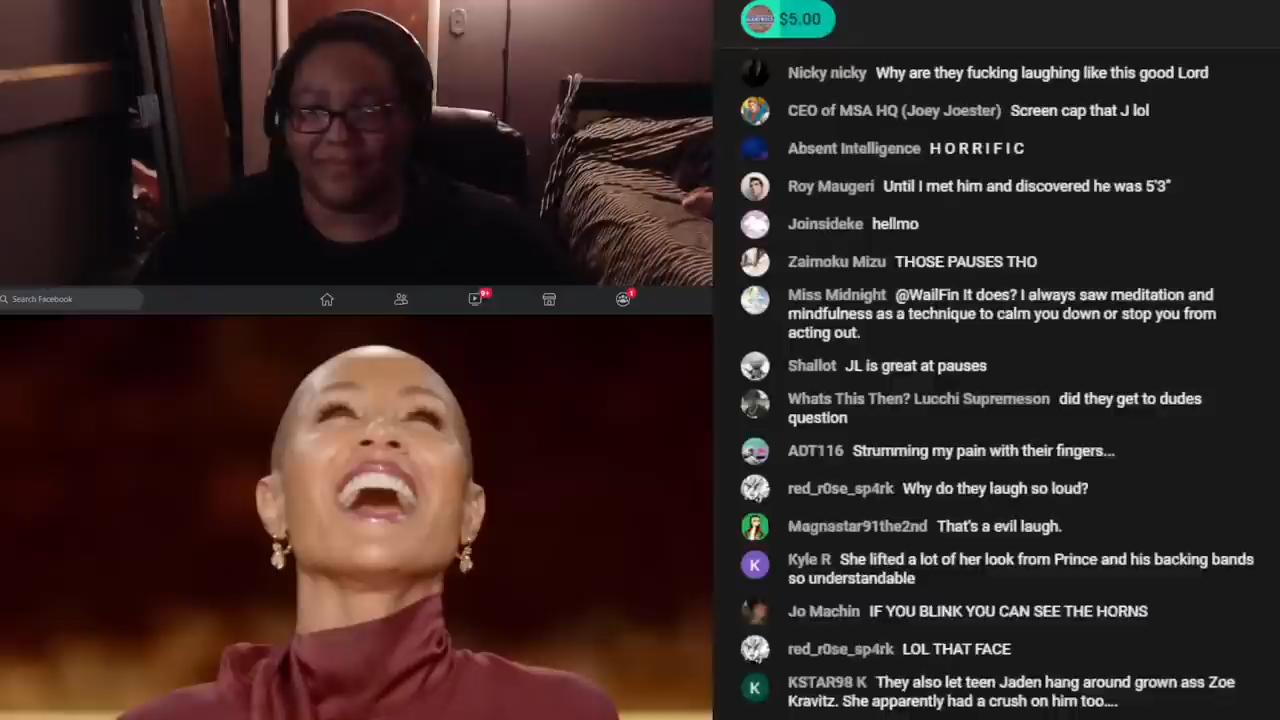 $5.00
Nicky nicky Why are they fucking laughing like this good Lord
CEO of MSA HQ (Joey Joester) Screen cap that J lol
Absent Intelligence H O R R I F I C
Roy Maugeri Until I met him and discovered he was 5'3"
Joinsideke hellmo
Zaimoku Mizu THOSE PAUSES THO
Miss Midnight @WailFin It does? I always saw meditation and
mindfulness as a technique to calm you down or stop you from
acting out.
Shallot JL is great at pauses
Whats This Then? Lucchi Supremeson did they get to dudes
question
ADT116 Strumming my pain with their fingers...
red_r0se_sp4rk Why do they laugh so loud?
Magnastar91the2nd That's a evil laugh.
K Kyle R She lifted a lot of her look from Prince and his backing bands
so understandable
Jo Machin IF YOU BLINK YOU CAN SEE THE HORNS
red_r0se_sp4rk LOL THAT FACE
K KSTAR98 K They also let teen Jaden hang around grown ass Zoe
Kravitz. She apparently had a crush on him too....
Search Facebook
9+
1